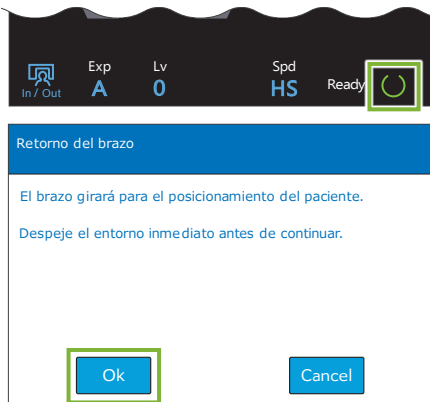 Exp Lv Spd
In / Out A 0 HS Ready
Retorno del brazo
El brazo girará para el posicionamiento del paciente.
Despeje el entorno inmediato antes de continuar.
Ok Cancel